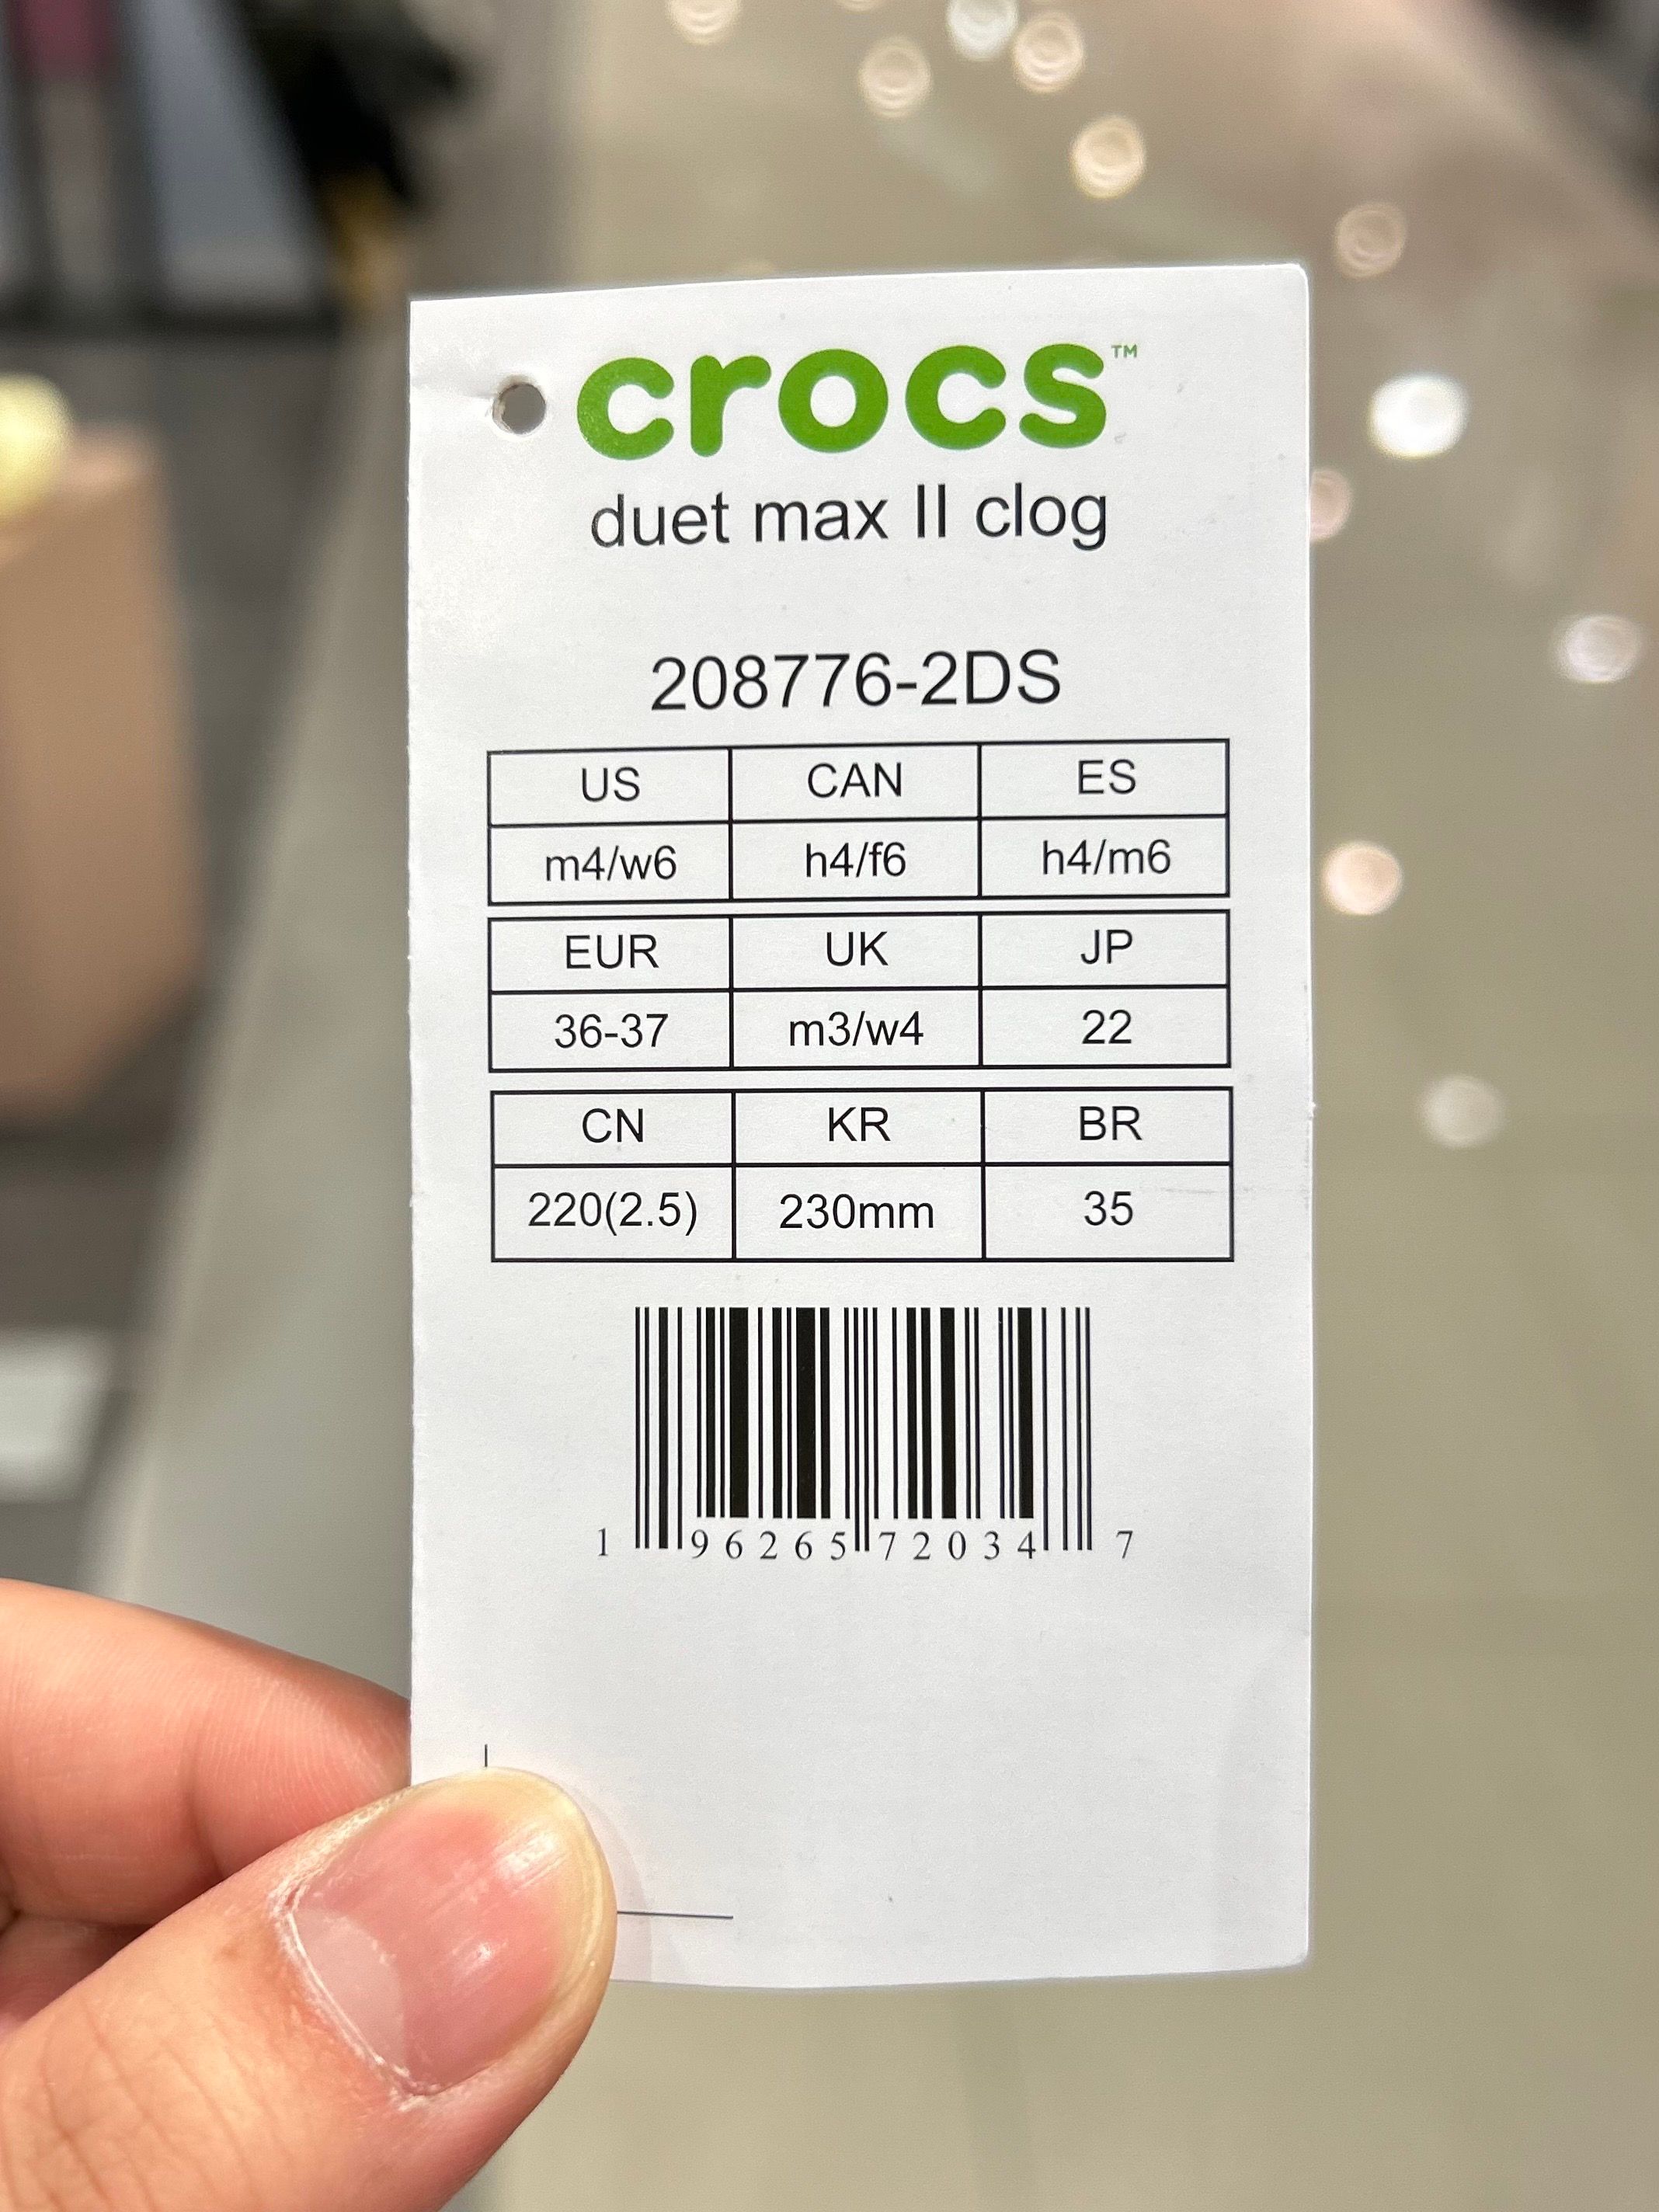 crocs™
duet max II clog
208776-2DS
US CAN ES
m4/w6 h4/f6 h4/m6
EUR UK JP
36-37 m3/w4 22
CN KR BR
220(2.5) 230mm 35
1 96265 72034 7